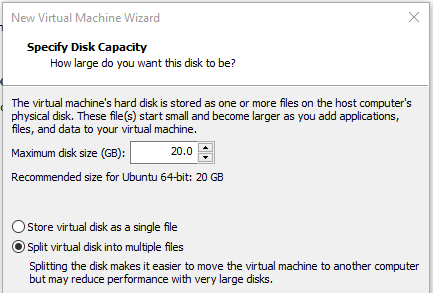 New Virtual Machine Wizard
Specify Disk Capacity
How large do you want this disk to be?
The virtual machine's hard disk is stored as one or more files on the host computer's
physical disk. These file(s) start small and become larger as you add applications,
files, and data to your virtual machine.
Maximum disk size (GB): 20.0
Recommended size for Ubuntu 64-bit: 20 GB
Store virtual disk as a single file
Split virtual disk into multiple files
Splitting the disk makes it easier to move the virtual machine to another computer
but may reduce performance with very large disks.